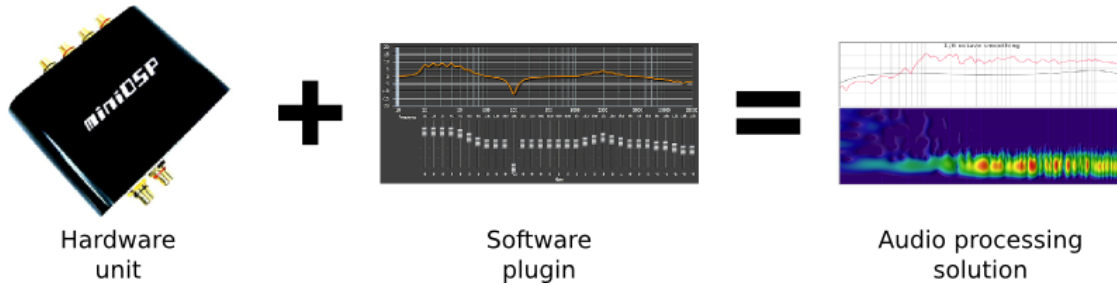 miniDSP
1/6 octave smoothing
Hardware
unit
Software
plugin
Audio processing
solution